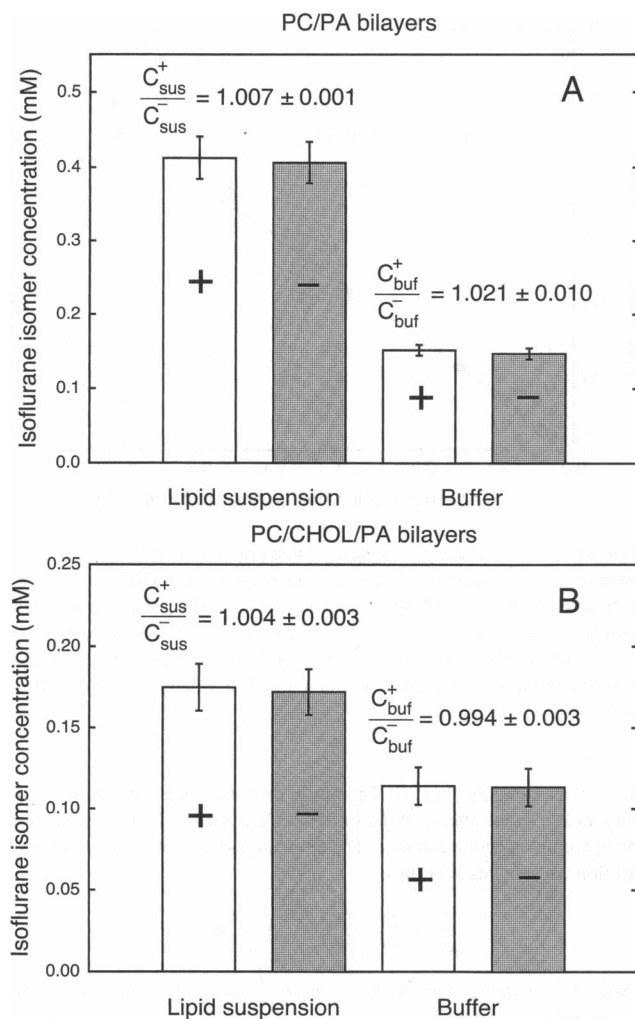 PC/PA bilayers
A
C⁺sus / C⁻sus = 1.007 ± 0.001
C⁺buf / C⁻buf = 1.021 ± 0.010
Isoflurane isomer concentration (mM)
0.5
0.4
0.3
0.2
0.1
0.0
+
−
+
−
Lipid suspension
Buffer
PC/CHOL/PA bilayers
B
C⁺sus / C⁻sus = 1.004 ± 0.003
C⁺buf / C⁻buf = 0.994 ± 0.003
Isoflurane isomer concentration (mM)
0.25
0.20
0.15
0.10
0.05
0.00
+
−
+
−
Lipid suspension
Buffer